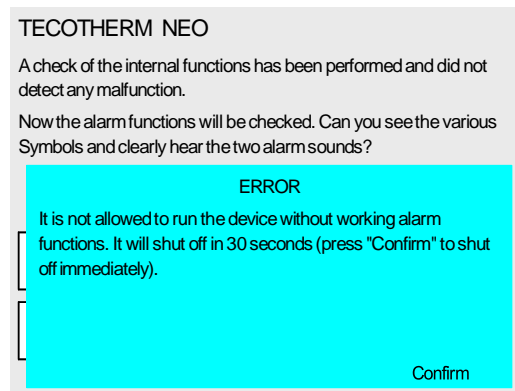 TECOTHERM NEO
A check of the internal functions has been performed and did not
detect any malfunction.
Now the alarm functions will be checked. Can you see the various
Symbols and clearly hear the two alarm sounds?
ERROR
It is not allowed to run the device without working alarm
functions. It will shut off in 30 seconds (press "Confirm" to shut
off immediately).
Confirm